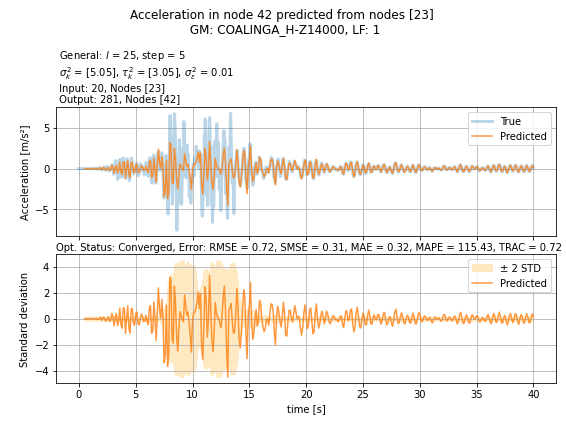 Acceleration in node 42 predicted from nodes [23]
GM: COALINGA_H-Z14000, LF: 1
General: l = 25, step = 5
σ²ₖ = [5.05], τ²ₖ = [3.05], σ²ε = 0.01
Input: 20, Nodes [23]
Output: 281, Nodes [42]
Acceleration [m/s²]
5
0
−5
True
Predicted
Opt. Status: Converged, Error: RMSE = 0.72, SMSE = 0.31, MAE = 0.32, MAPE = 115.43, TRAC = 0.72
Standard deviation
4
2
0
−2
−4
± 2 STD
Predicted
0 5 10 15 20 25 30 35 40
time [s]